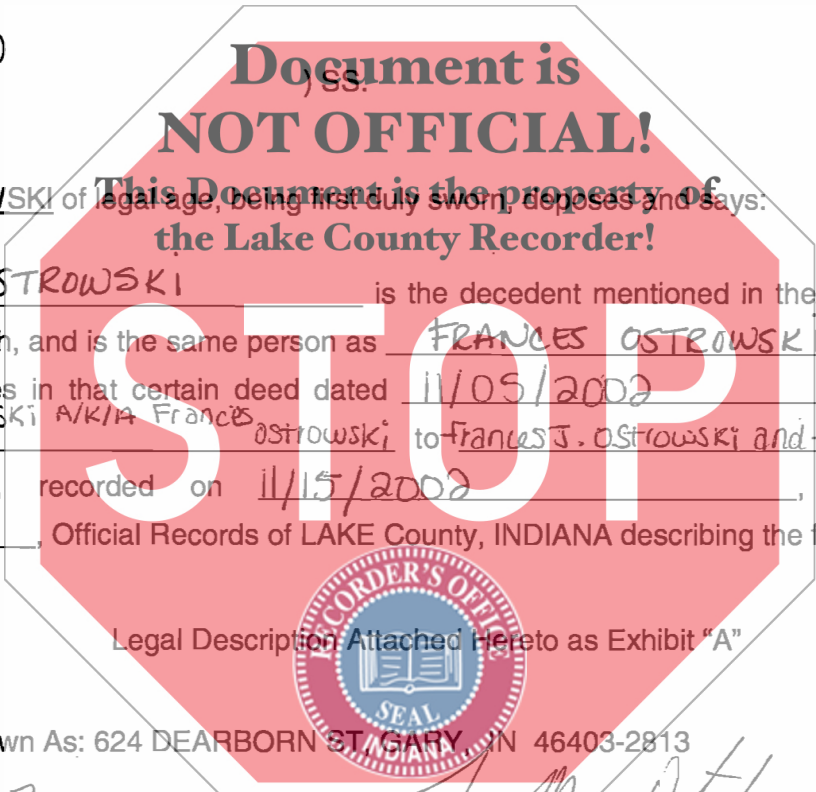 )
Document is
) SS.
NOT OFFICIAL!
SKI of legal age, being first duly sworn, deposes and says:
This Document is the property of
the Lake County Recorder!
STROWSKI is the decedent mentioned in the
, and is the same person as FRANCES OSTROWSKI
in that certain deed dated 11/05/2002
Ki A/K/A Frances
Ostrowski to Frances J. Ostrowski and
recorded on 11/15/2002,
, Official Records of LAKE County, INDIANA describing the
STOP
Legal Description Attached Hereto as Exhibit "A"
RECORDER'S OFFICE
SEAL
INDIANA
wn As: 624 DEARBORN ST, GARY, IN 46403-2813